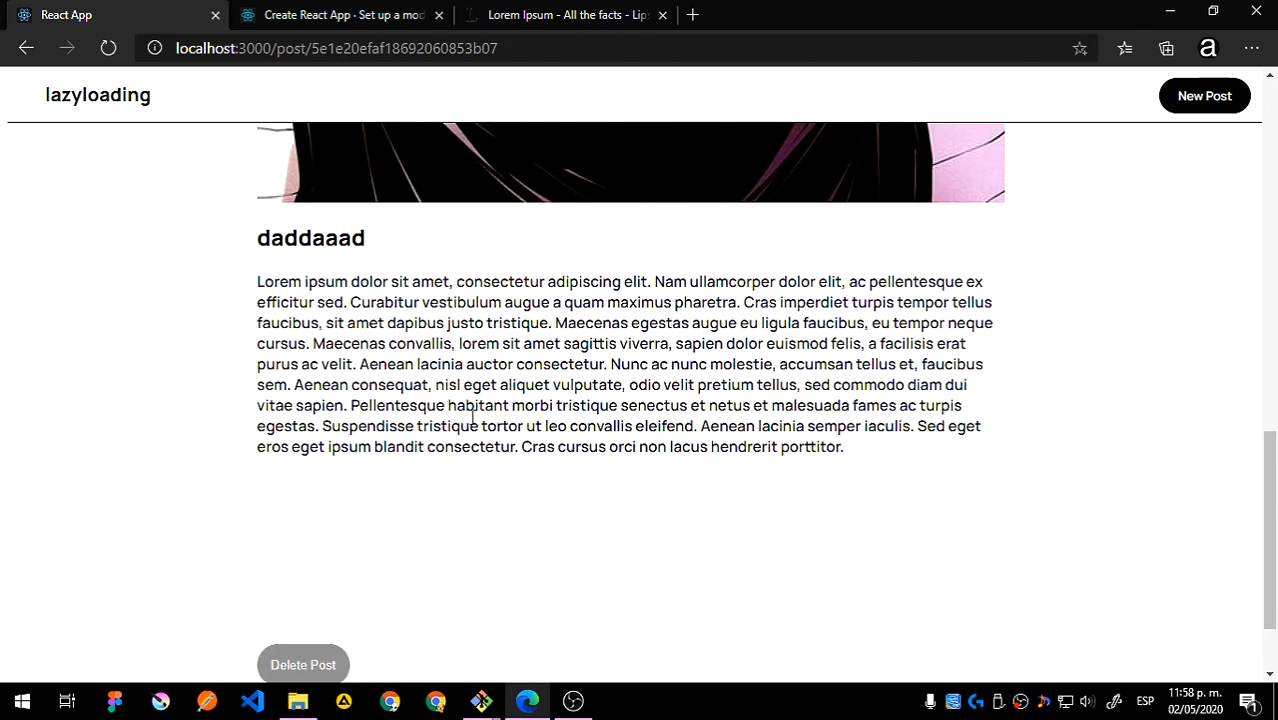 React App
Create React App · Set up a mod
Lorem Ipsum - All the facts - Lip
localhost:3000/post/5e1e20efaf18692060853b07
a
lazyloading
New Post
daddaaad
Lorem ipsum dolor sit amet, consectetur adipiscing elit. Nam ullamcorper dolor elit, ac pellentesque ex
efficitur sed. Curabitur vestibulum augue a quam maximus pharetra. Cras imperdiet turpis tempor tellus
faucibus, sit amet dapibus justo tristique. Maecenas egestas augue eu ligula faucibus, eu tempor neque
cursus. Maecenas convallis, lorem sit amet sagittis viverra, sapien dolor euismod felis, a facilisis erat
purus ac velit. Aenean lacinia auctor consectetur. Nunc ac nunc molestie, accumsan tellus et, faucibus
sem. Aenean consequat, nisl eget aliquet vulputate, odio velit pretium tellus, sed commodo diam dui
vitae sapien. Pellentesque habitant morbi tristique senectus et netus et malesuada fames ac turpis
egestas. Suspendisse tristique tortor ut leo convallis eleifend. Aenean lacinia semper iaculis. Sed eget
eros eget ipsum blandit consectetur. Cras cursus orci non lacus hendrerit porttitor.
Delete Post
ESP
11:58 p. m.
02/05/2020
1